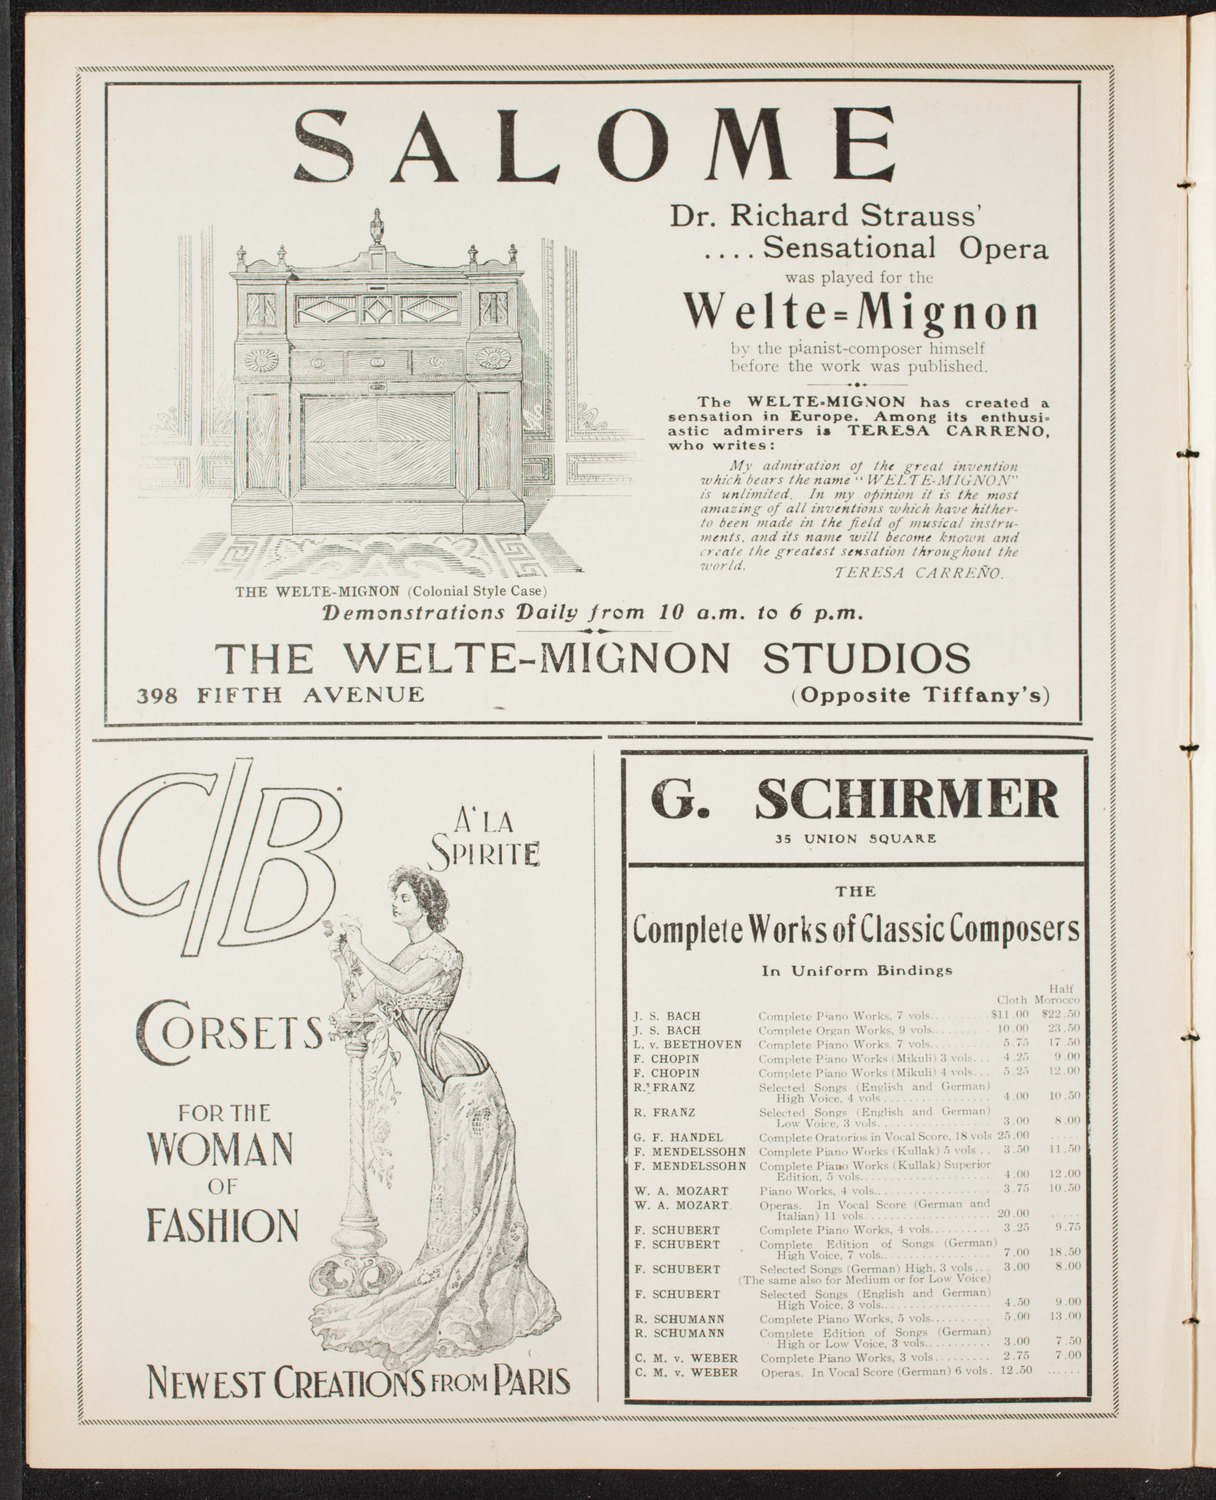 SALOME
Dr. Richard Strauss'
....Sensational Opera
was played for the
Welte=Mignon
by the pianist-composer himself
before the work was published.
The WELTE-MIGNON has created a
sensation in Europe. Among its enthusi-
astic admirers is TERESA CARRENO,
who writes:
My admiration of the great invention
which bears the name "WELTE-MIGNON"
is unlimited. In my opinion it is the most
amazing of all inventions which have hither-
to been made in the field of musical instru-
ments, and its name will become known and
create the greatest sensation throughout the
world. TERESA CARREÑO.
THE WELTE-MIGNON (Colonial Style Case)
Demonstrations Daily from 10 a.m. to 6 p.m.
THE WELTE-MIGNON STUDIOS
398 FIFTH AVENUE (Opposite Tiffany's)
C/B
A' LA
SPIRITE
CORSETS
FOR THE
WOMAN
OF
FASHION
NEWEST CREATIONS FROM PARIS
G. SCHIRMER
35 UNION SQUARE
THE
Complete Works of Classic Composers
In Uniform Bindings
Half
Cloth Morocco
J. S. BACH Complete Piano Works, 7 vols.......... $11.00 $22.50
J. S. BACH Complete Organ Works, 9 vols.......... 10.00 23.50
L. v. BEETHOVEN Complete Piano Works, 7 vols........... 5.75 17.50
F. CHOPIN Complete Piano Works (Mikuli) 3 vols... 4.25 9.00
F. CHOPIN Complete Piano Works (Mikuli) 4 vols... 5.25 12.00
R. FRANZ Selected Songs (English and German)
High Voice, 4 vols................. 4.00 10.50
R. FRANZ Selected Songs (English and German)
Low Voice, 3 vols.................. 3.00 8.00
G. F. HANDEL Complete Oratorios in Vocal Score, 18 vols 25.00 .....
F. MENDELSSOHN Complete Piano Works (Kullak) 5 vols .. 3.50 11.50
F. MENDELSSOHN Complete Piano Works (Kullak) Superior
Edition, 5 vols.................... 4.00 12.00
W. A. MOZART Piano Works, 4 vols.................. 3.75 10.50
W. A. MOZART Operas. In Vocal Score (German and
Italian) 11 vols................... 20.00 .....
F. SCHUBERT Complete Piano Works, 4 vols.......... 3.25 9.75
F. SCHUBERT Complete Edition of Songs (German)
High Voice, 7 vols................. 7.00 18.50
F. SCHUBERT Selected Songs (German) High, 3 vols... 3.00 8.00
(The same also for Medium or for Low Voice)
F. SCHUBERT Selected Songs (English and German)
High Voice, 3 vols................. 4.50 9.00
R. SCHUMANN Complete Piano Works, 5 vols.......... 5.00 13.00
R. SCHUMANN Complete Edition of Songs (German)
High or Low Voice, 3 vols........... 3.00 7.50
C. M. v. WEBER Complete Piano Works, 3 vols......... 2.75 7.00
C. M. v. WEBER Operas. In Vocal Score (German) 6 vols. 12.50 ......